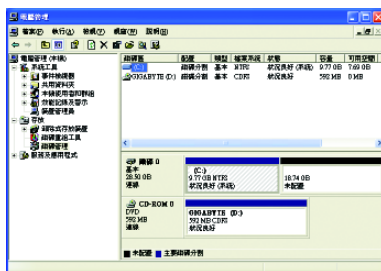 電腦管理
檔案(F) 執行(A) 檢視(V) 視窗(W) 說明(H)
電腦管理 (本機)
系統工具
事件檢視器
共用資料夾
本機使用者和群組
效能記錄及警示
裝置管理員
存放
卸除式存放裝置
磁碟重組工具
磁碟管理
服務及應用程式
磁碟區 配置 類型 檔案系統 狀態 容量 可用空間
(C:) 磁碟分割 基本 NTFS 狀況良好 (系統) 9.77 GB 7.69 GB
GIGABYTE (D:) 磁碟分割 基本 CDFS 狀況良好 592 MB 0 MB
磁碟 0
基本
28.50 GB
連線
(C:)
9.77 GB NTFS
狀況良好 (系統)
18.74 GB
未配置
CD-ROM 0
DVD
592 MB
連線
GIGABYTE (D:)
592 MB CDFS
狀況良好
未配置 主要磁碟分割